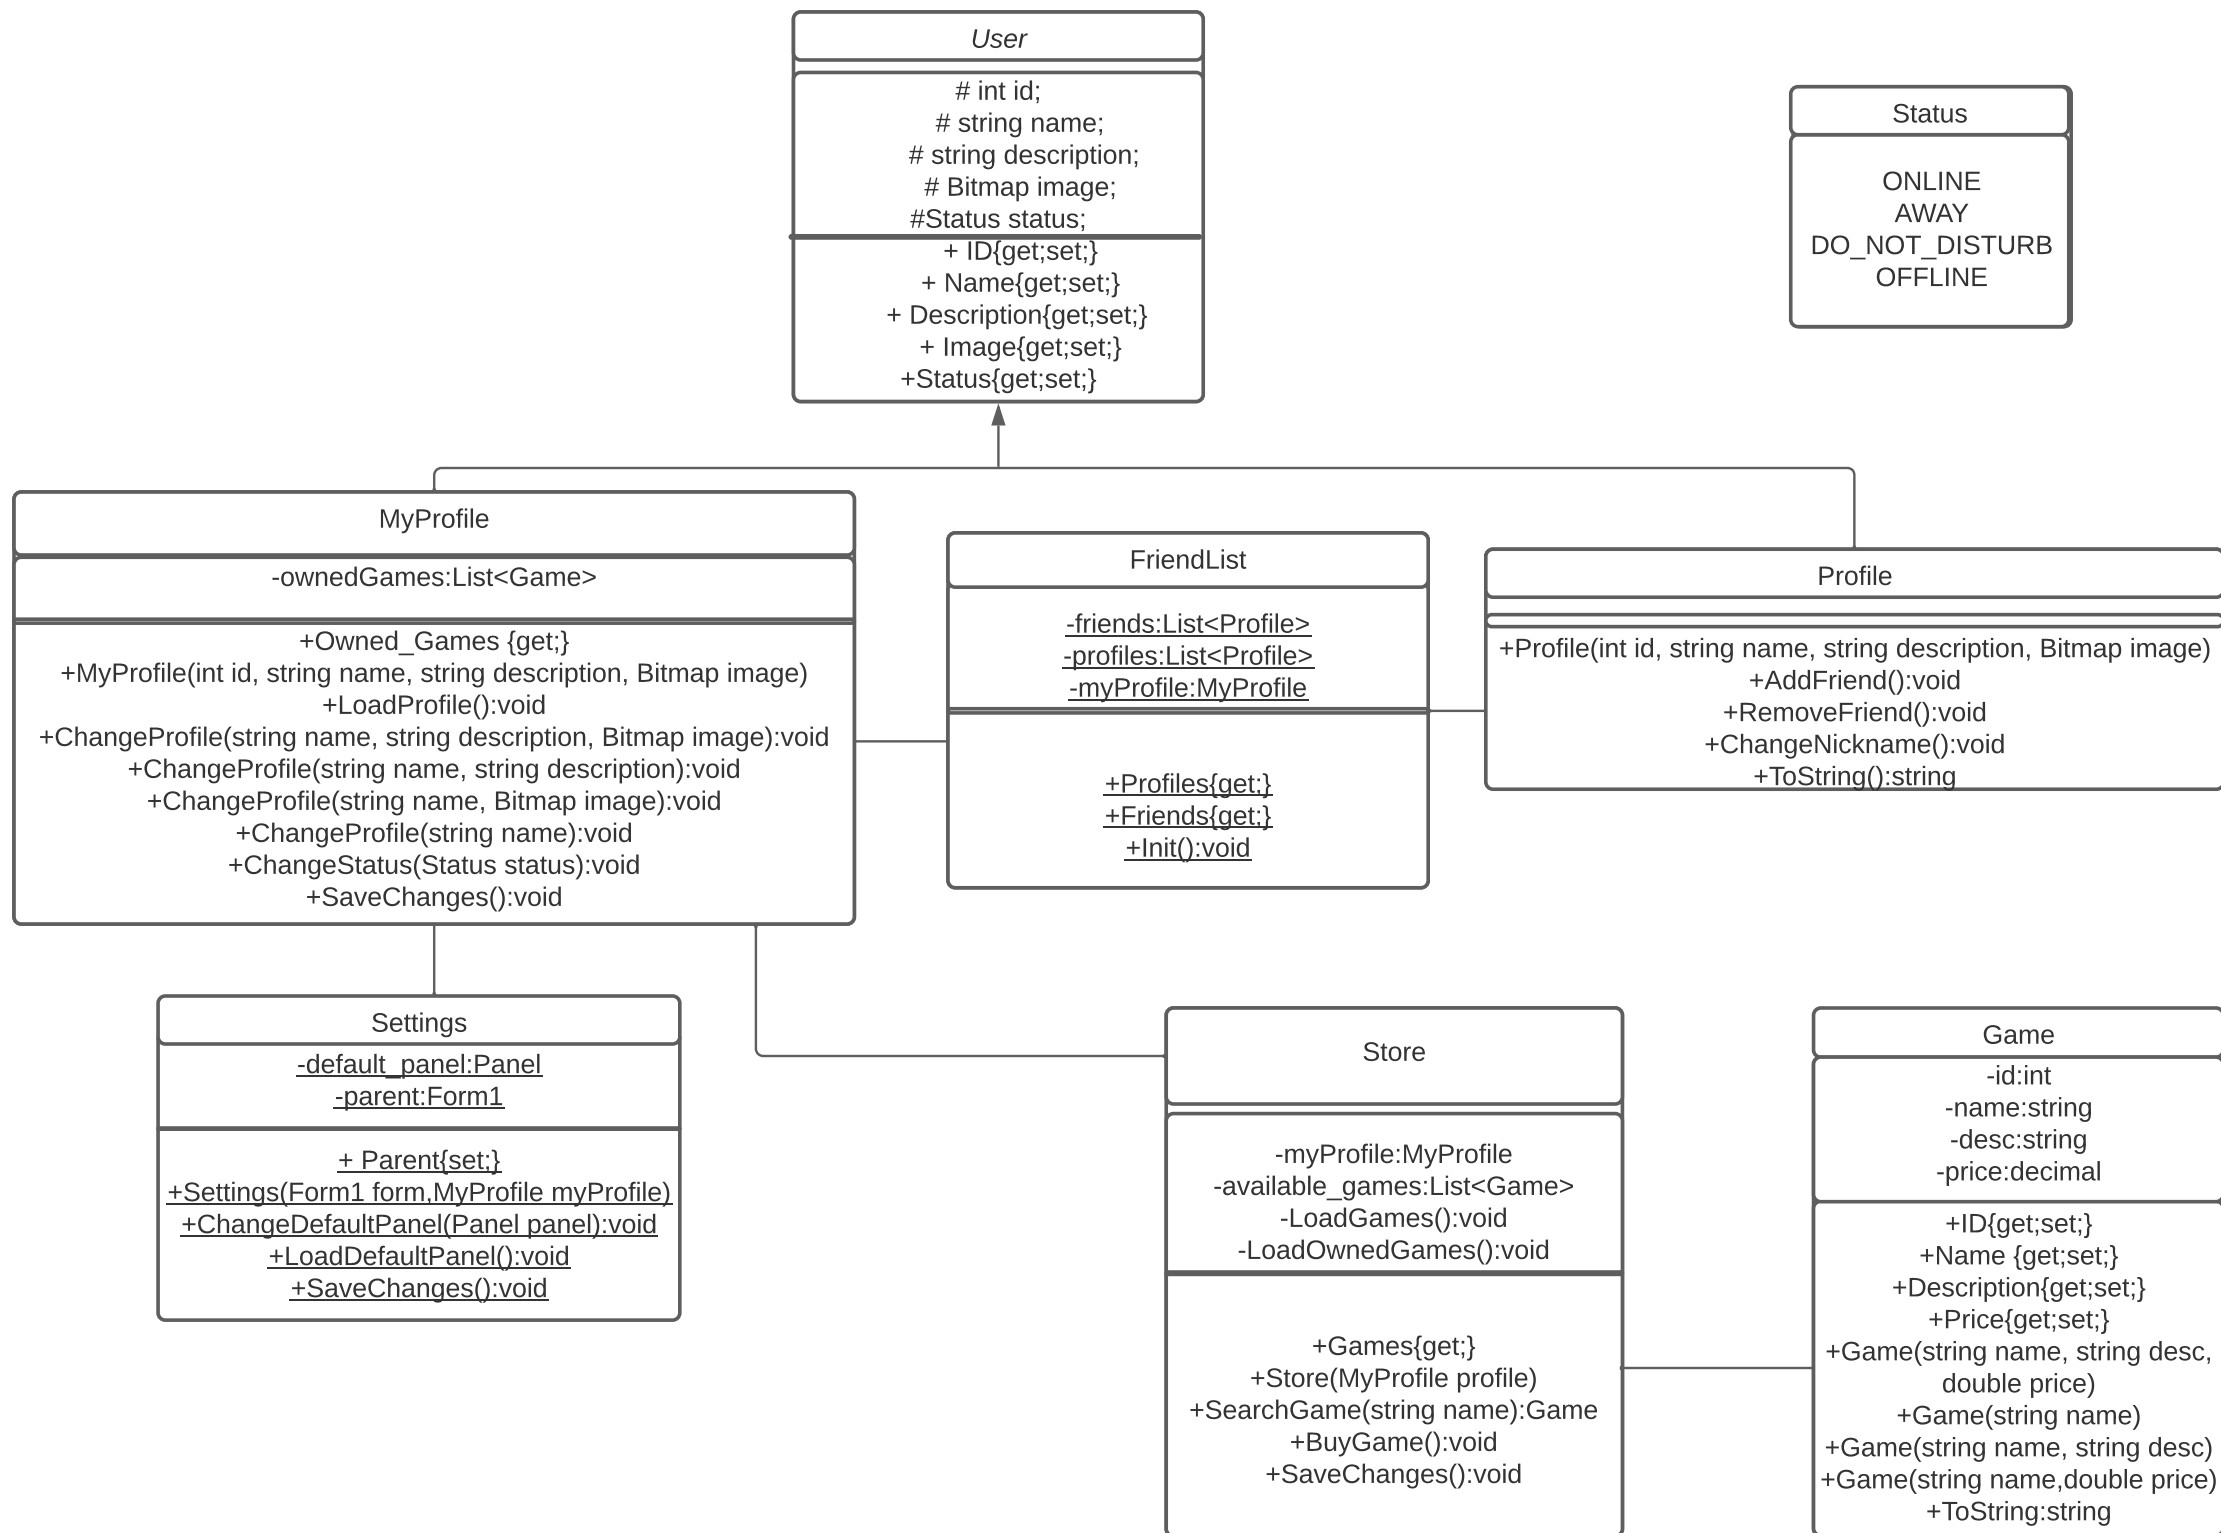 User
# int id;
# string name;
# string description;
# Bitmap image;
#Status status;
+ ID{get;set;}
+ Name{get;set;}
+ Description{get;set;}
+ Image{get;set;}
+Status{get;set;}
Status
ONLINE
AWAY
DO_NOT_DISTURB
OFFLINE
MyProfile
-ownedGames:List<Game>
+Owned_Games {get;}
+MyProfile(int id, string name, string description, Bitmap image)
+LoadProfile():void
+ChangeProfile(string name, string description, Bitmap image):void
+ChangeProfile(string name, string description):void
+ChangeProfile(string name, Bitmap image):void
+ChangeProfile(string name):void
+ChangeStatus(Status status):void
+SaveChanges():void
FriendList
-friends:List<Profile>
-profiles:List<Profile>
-myProfile:MyProfile
+Profiles{get;}
+Friends{get;}
+Init():void
Profile
+Profile(int id, string name, string description, Bitmap image)
+AddFriend():void
+RemoveFriend():void
+ChangeNickname():void
+ToString():string
Settings
-default_panel:Panel
-parent:Form1
+ Parent{set;}
+Settings(Form1 form,MyProfile myProfile)
+ChangeDefaultPanel(Panel panel):void
+LoadDefaultPanel():void
+SaveChanges():void
Store
-myProfile:MyProfile
-available_games:List<Game>
-LoadGames():void
-LoadOwnedGames():void
+Games{get;}
+Store(MyProfile profile)
+SearchGame(string name):Game
+BuyGame():void
+SaveChanges():void
Game
-id:int
-name:string
-desc:string
-price:decimal
+ID{get;set;}
+Name {get;set;}
+Description{get;set;}
+Price{get;set;}
+Game(string name, string desc,
double price)
+Game(string name)
+Game(string name, string desc)
+Game(string name,double price)
+ToString:string